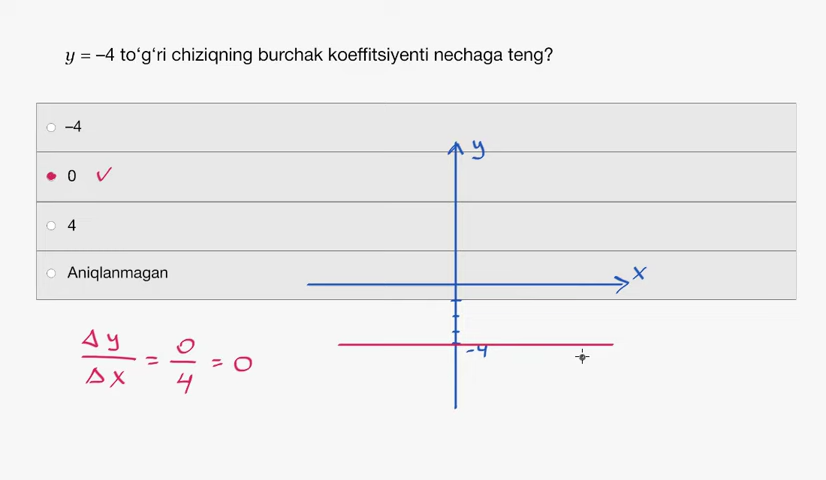 y = –4 to‘g‘ri chiziqning burchak koeffitsiyenti nechaga teng?
–4
0 ✓
4
Aniqlanmagan
y
x
-4
Δy/Δx = 0/4 = 0